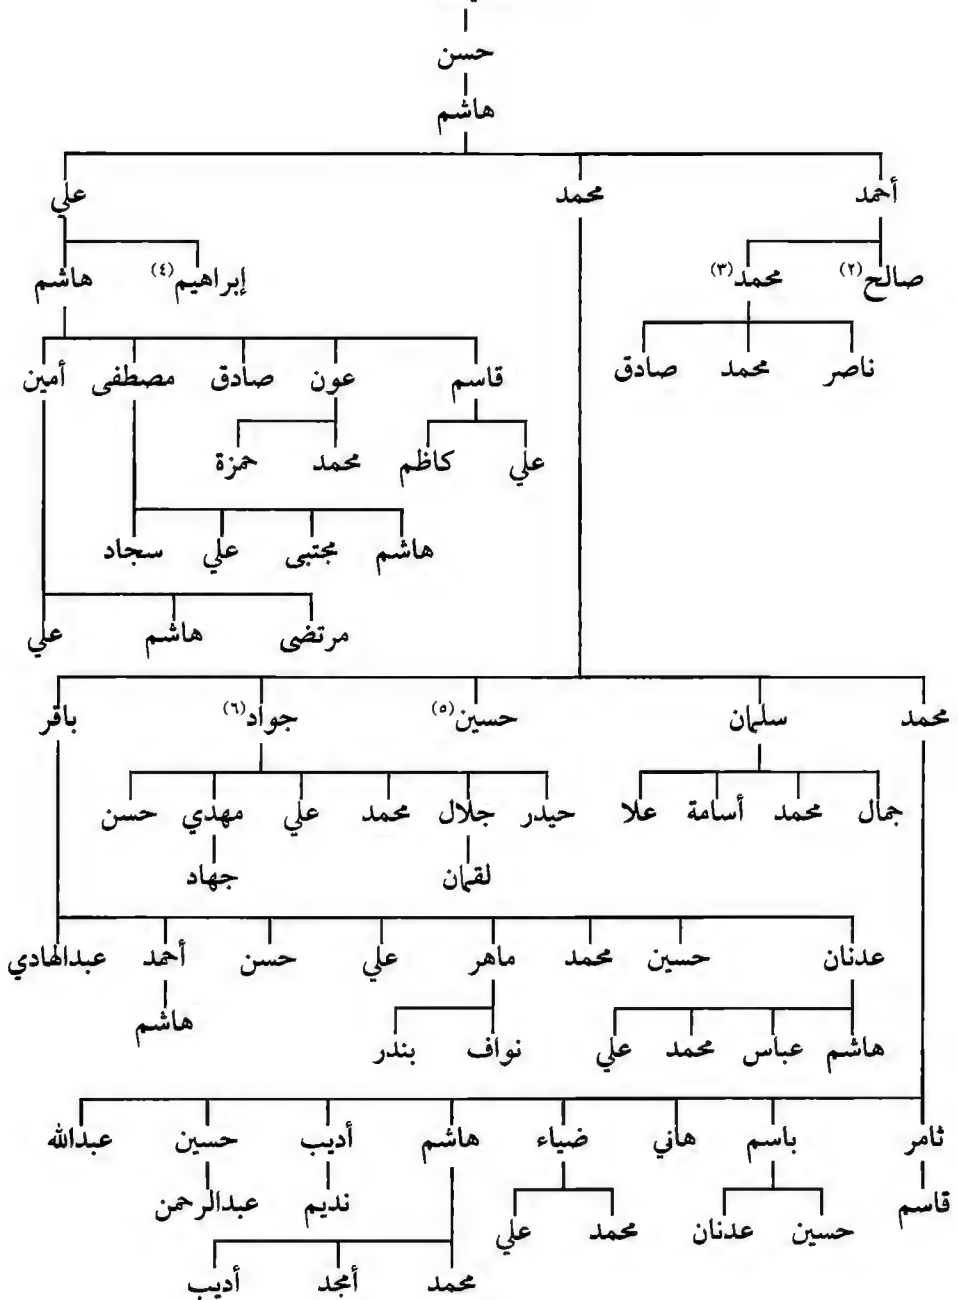 حسن
هاشم
أحمد محمد علي
صالح(٢) محمد(٣) إبراهيم(٤) هاشم
ناصر محمد صادق قاسم عون صادق مصطفى أمين
علي كاظم محمد حمزة
هاشم مجتبى علي سجاد
مرتضى هاشم علي
محمد سلمان حسين(٥) جواد(٦) باقر
جمال محمد أسامة علا حيدر جلال محمد علي مهدي حسن
لقمان جهاد
عدنان حسين محمد ماهر علي حسن أحمد عبدالهادي
هاشم
هاشم عباس محمد علي نواف بندر
ثامر باسم هاني ضياء هاشم أديب حسين عبدالله
قاسم نديم عبدالرحمن
حسين عدنان محمد علي
محمد أمجد أديب